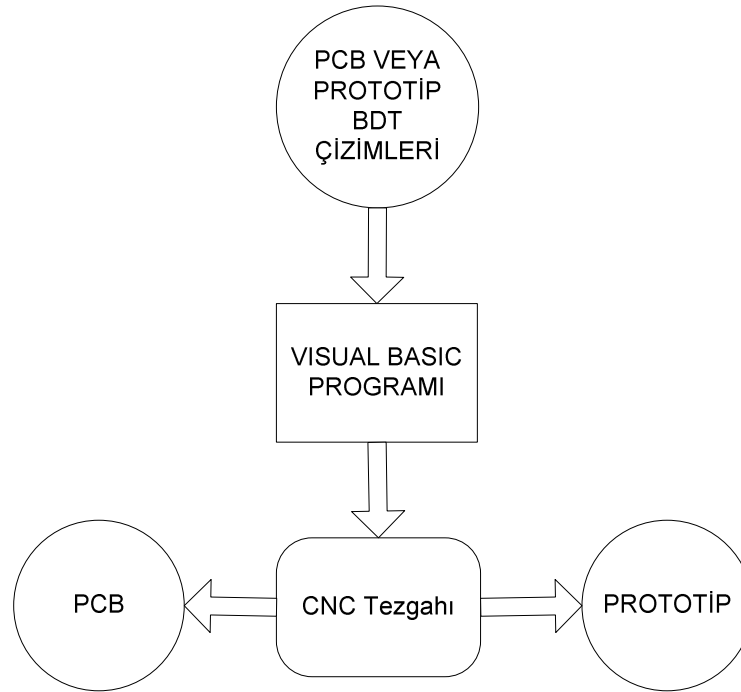 PCB VEYA
PROTOTİP
BDT
ÇİZİMLERİ
VISUAL BASIC
PROGRAMI
PCB
CNC Tezgahı
PROTOTİP